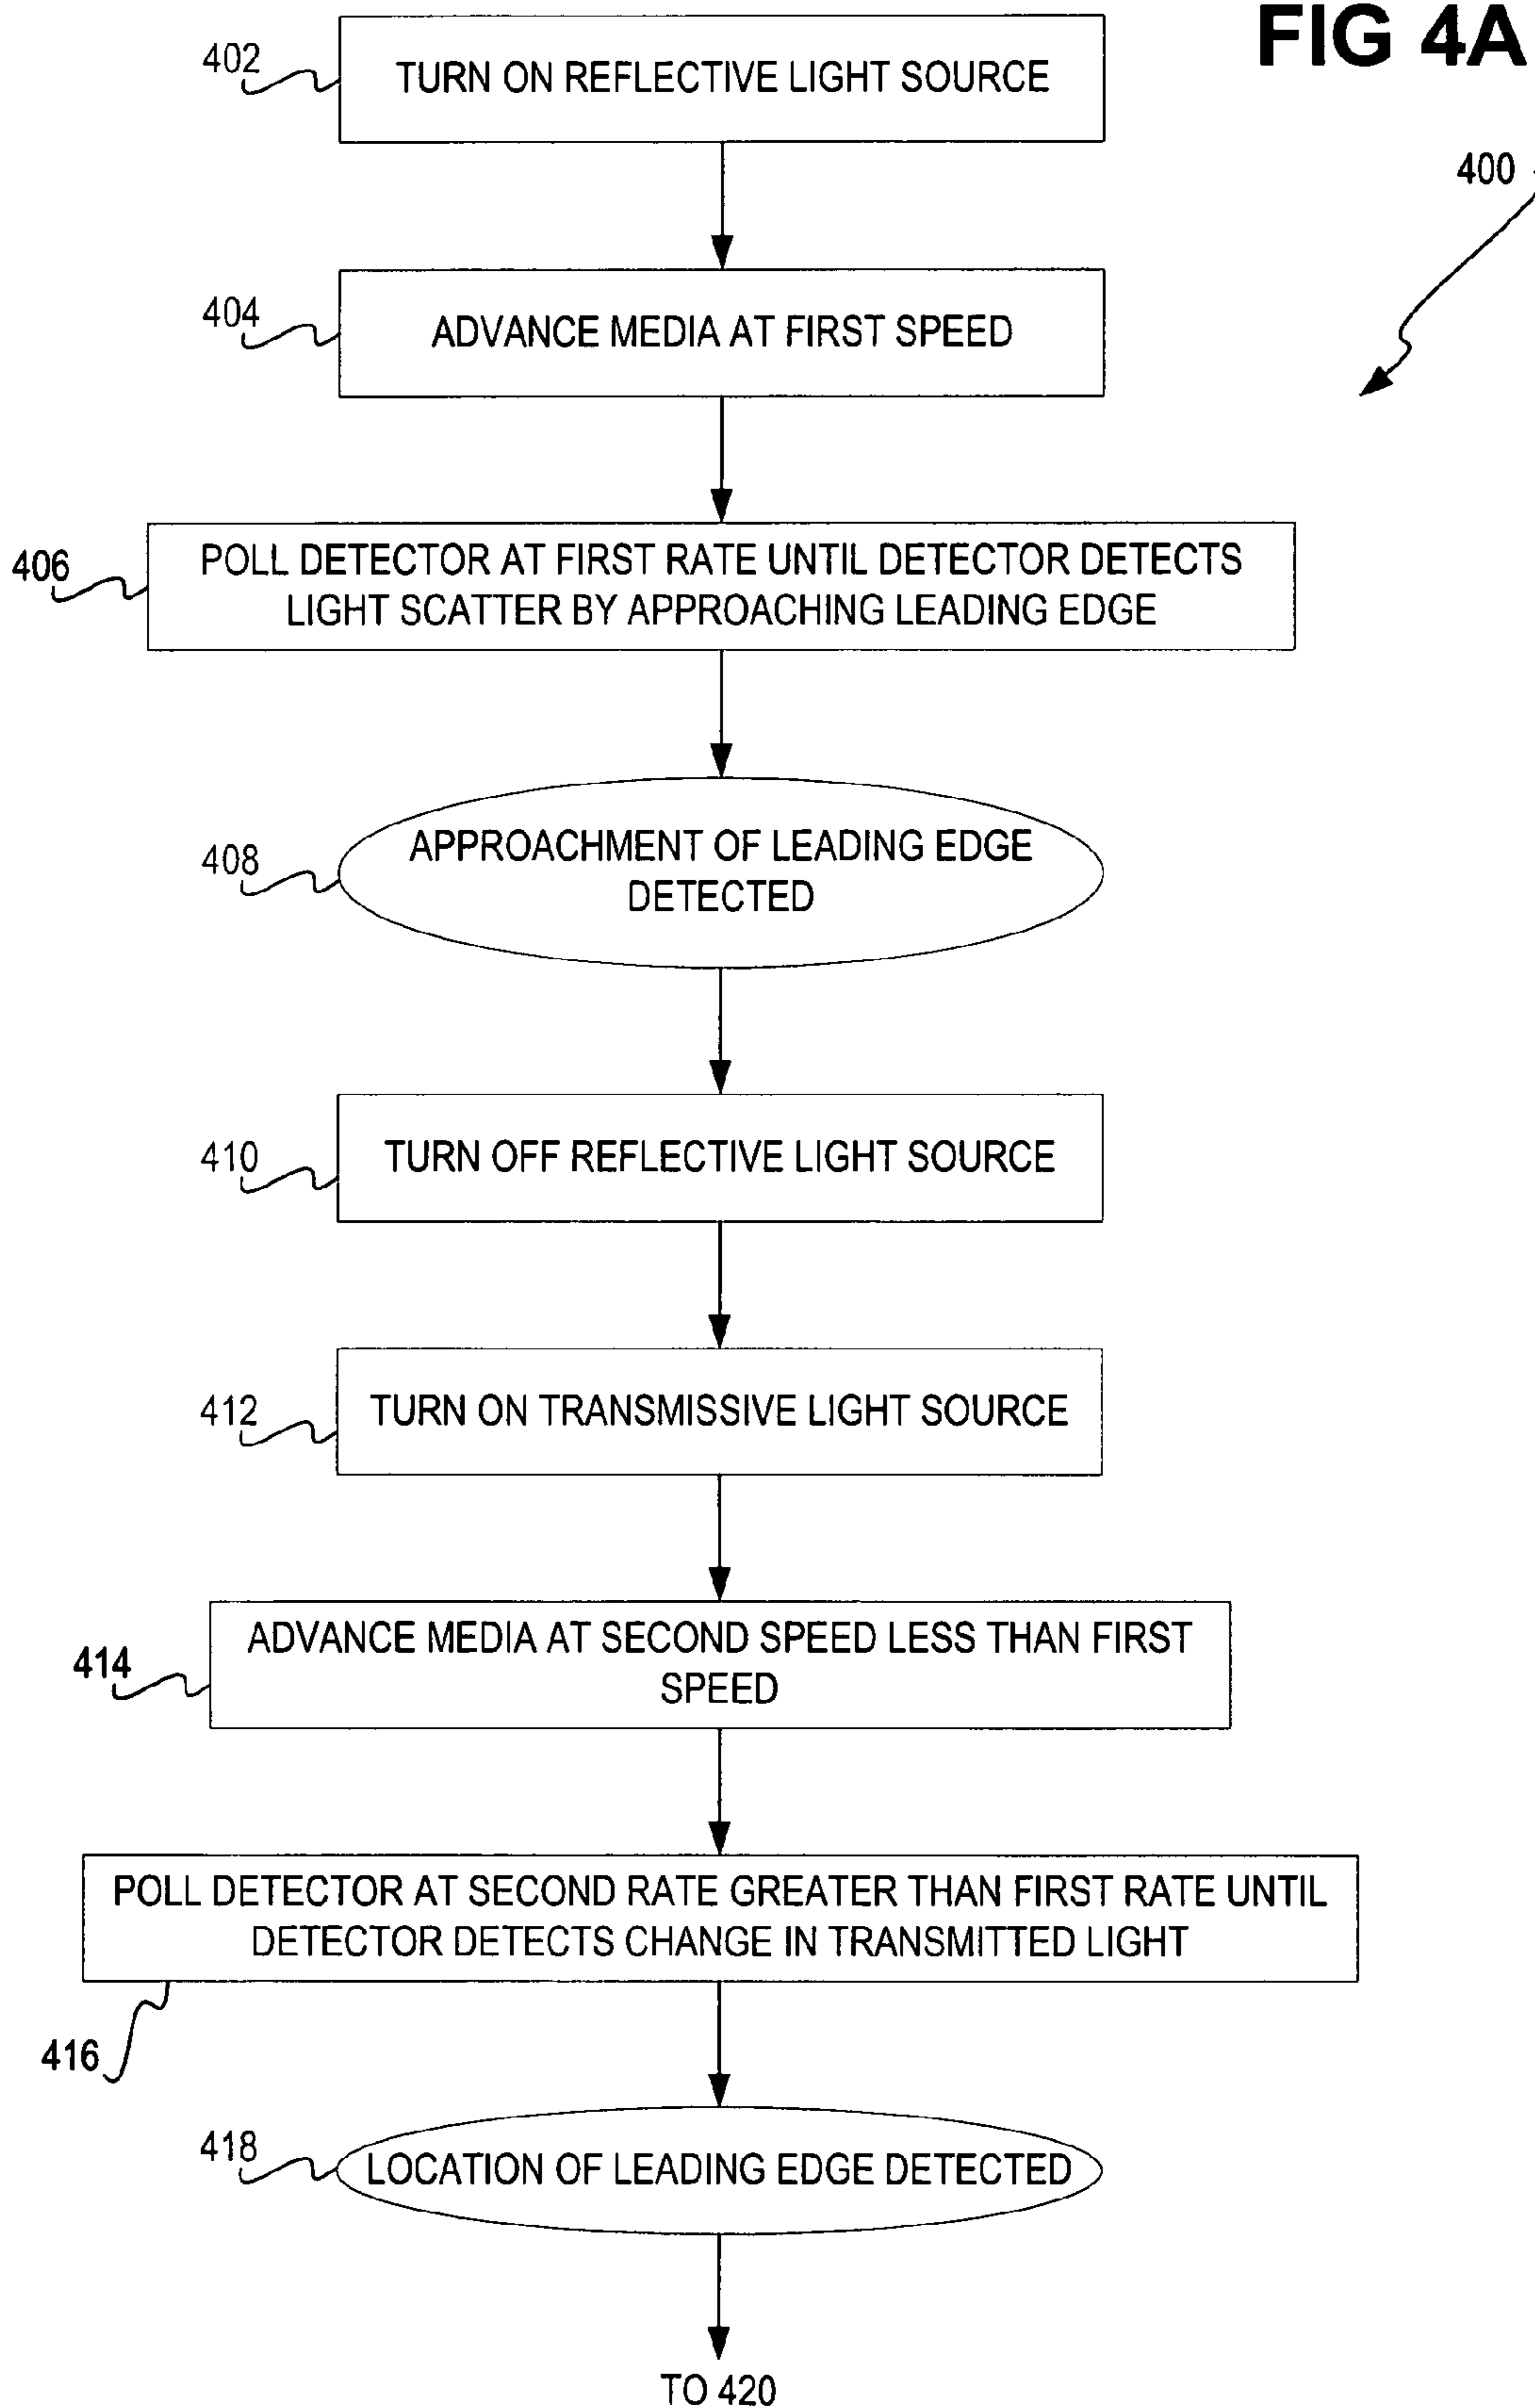 FIG 4A
400
402
TURN ON REFLECTIVE LIGHT SOURCE
404
ADVANCE MEDIA AT FIRST SPEED
406
POLL DETECTOR AT FIRST RATE UNTIL DETECTOR DETECTS
LIGHT SCATTER BY APPROACHING LEADING EDGE
408
APPROACHMENT OF LEADING EDGE
DETECTED
410
TURN OFF REFLECTIVE LIGHT SOURCE
412
TURN ON TRANSMISSIVE LIGHT SOURCE
414
ADVANCE MEDIA AT SECOND SPEED LESS THAN FIRST
SPEED
POLL DETECTOR AT SECOND RATE GREATER THAN FIRST RATE UNTIL
DETECTOR DETECTS CHANGE IN TRANSMITTED LIGHT
416
418
LOCATION OF LEADING EDGE DETECTED
TO 420